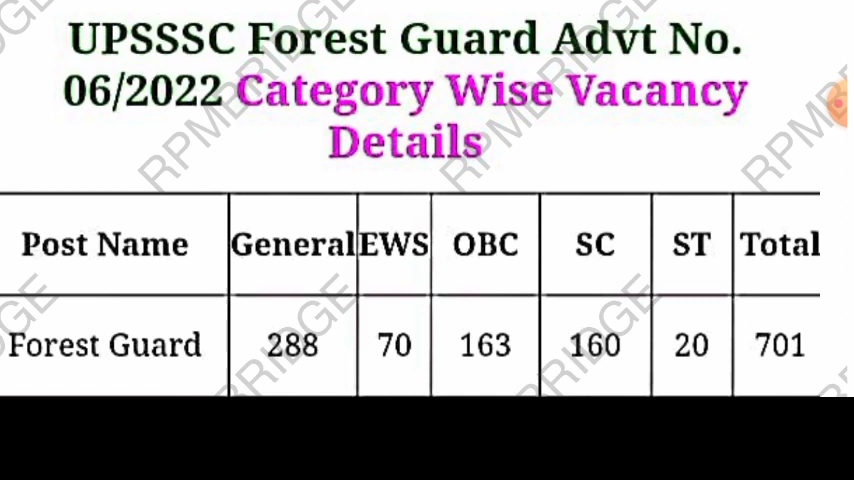 UPSSSC Forest Guard Advt No.
06/2022 Category Wise Vacancy
Details
Post Name General EWS OBC SC ST Total
Forest Guard 288 70 163 160 20 701
RPMBRIDGE